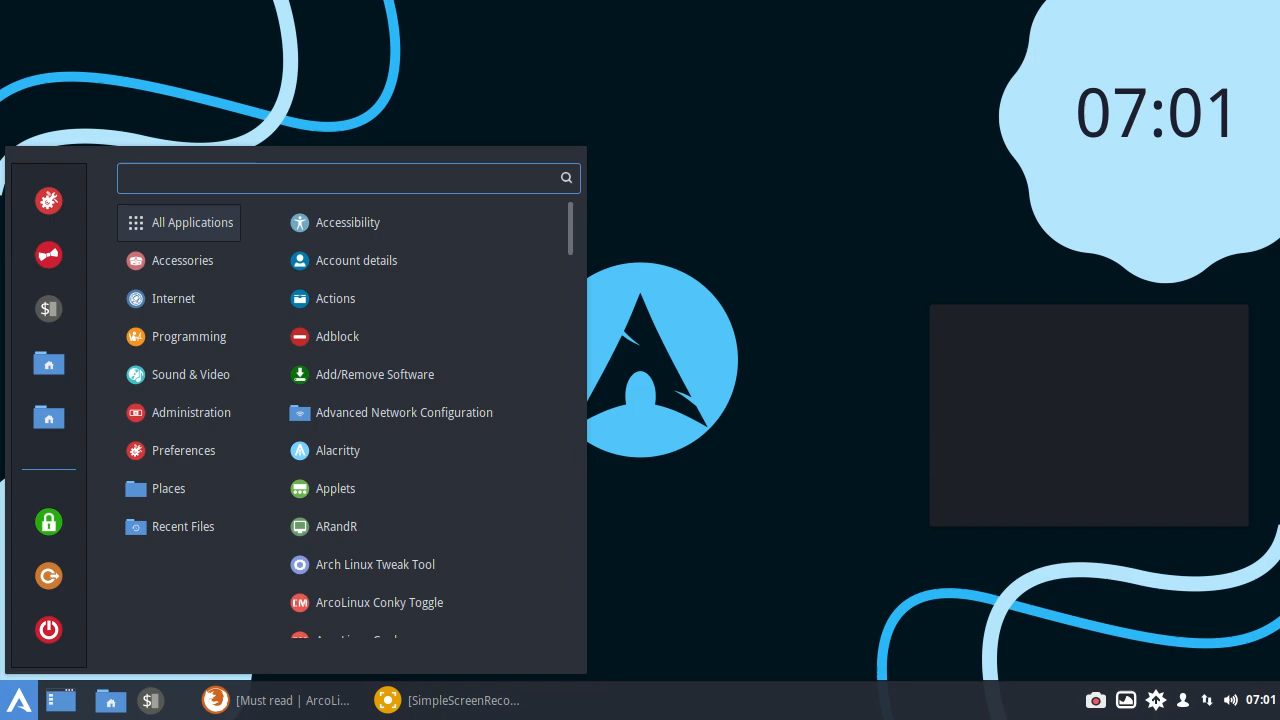 07:01
All Applications
Accessories
Internet
Programming
Sound & Video
Administration
Preferences
Places
Recent Files
Accessibility
Account details
Actions
Adblock
Add/Remove Software
Advanced Network Configuration
Alacritty
Applets
ARandR
Arch Linux Tweak Tool
ArcoLinux Conky Toggle
[Must read | ArcoLi...
[SimpleScreenReco...
07:01